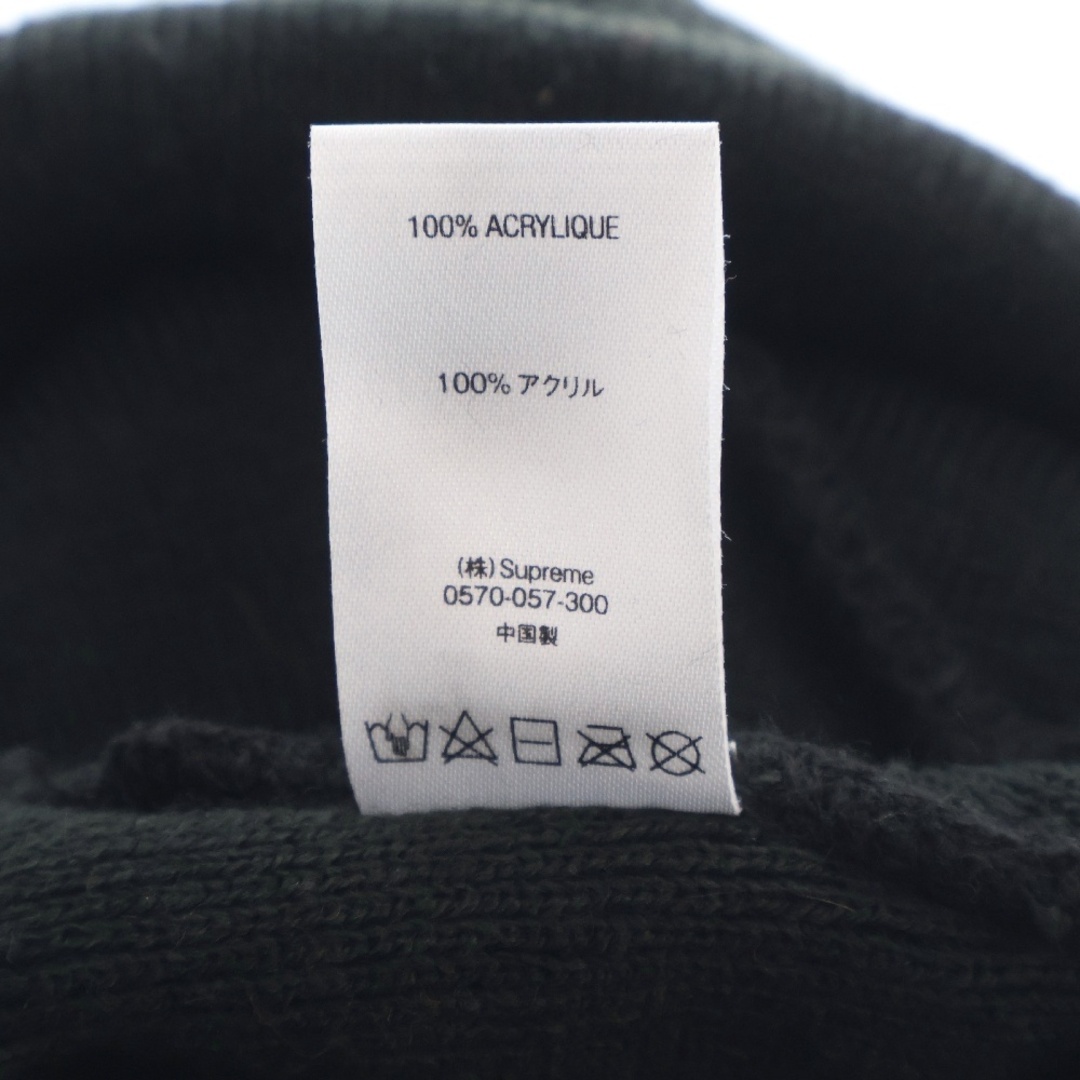 100% ACRYLIQUE
100% アクリル
(株)Supreme
0570-057-300
中国製